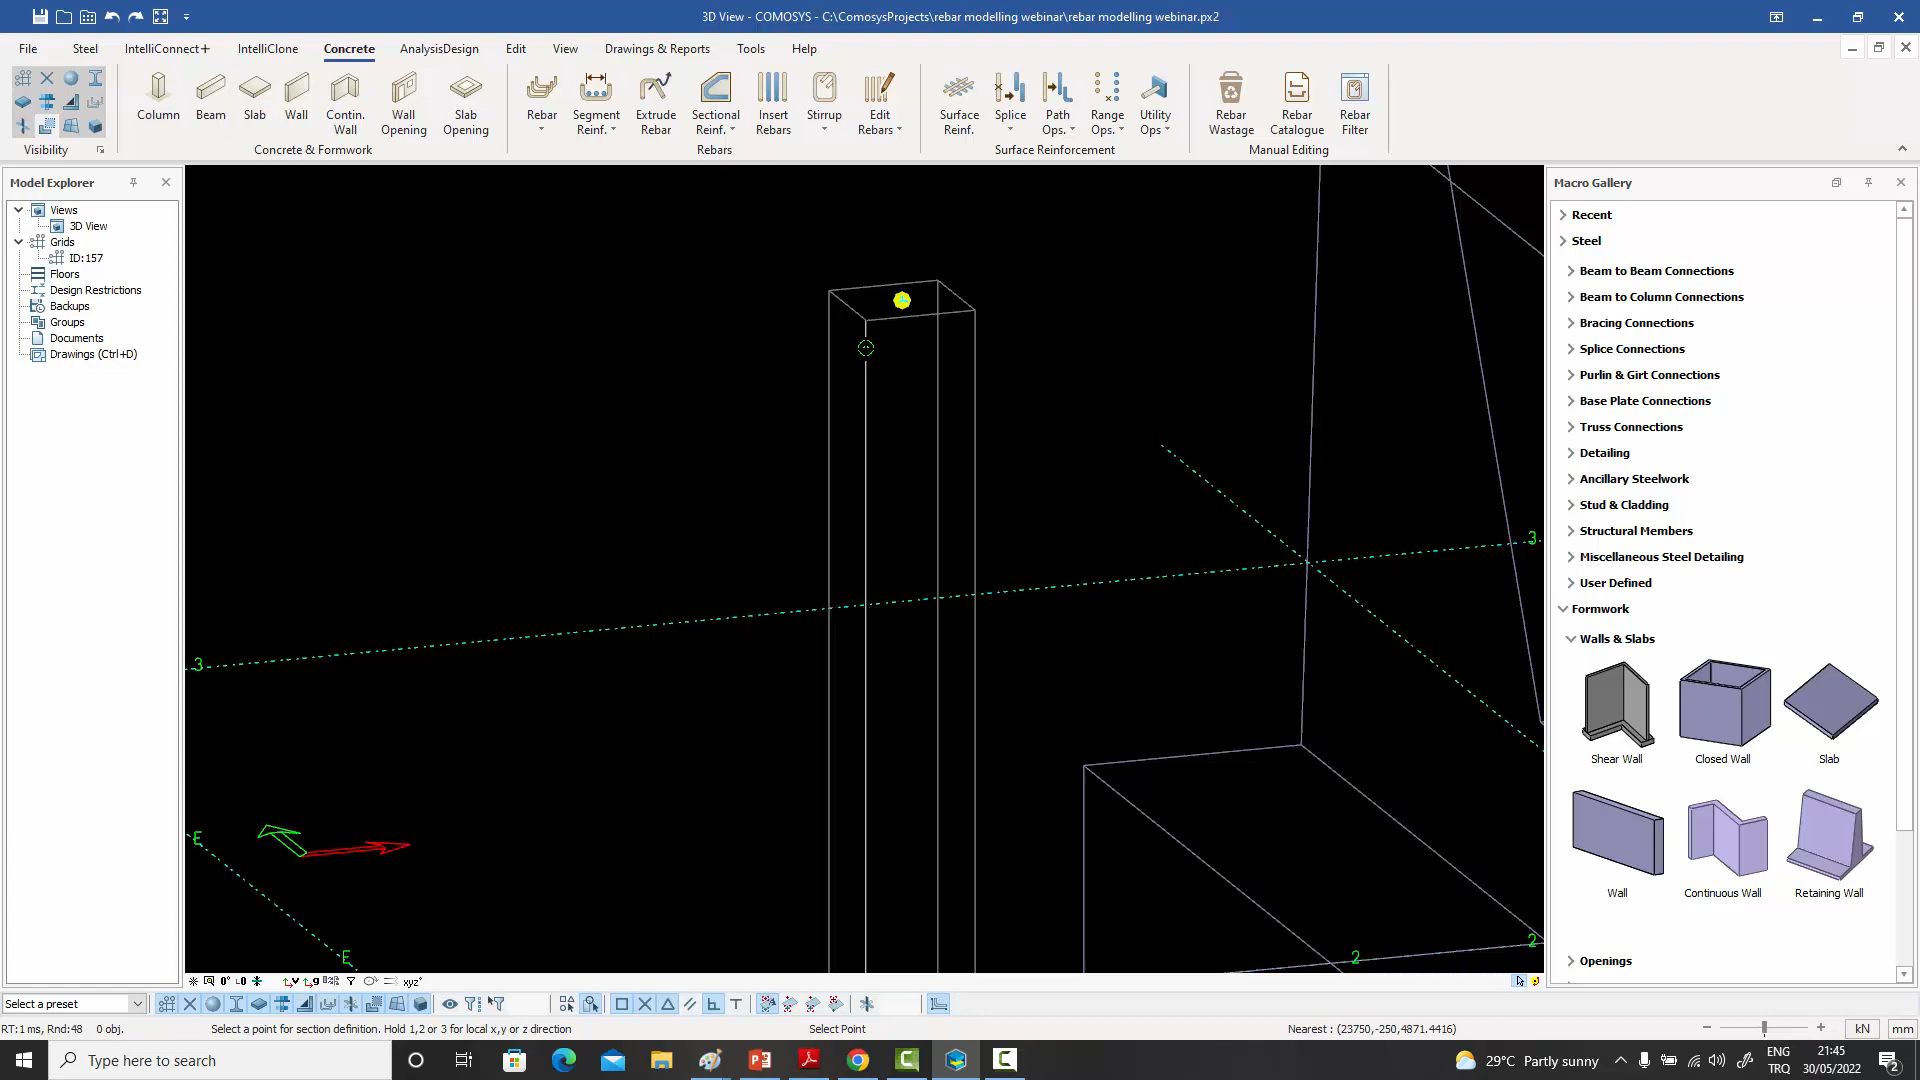 3D View - COMOSYS - C:\ComosysProjects\rebar modelling webinar\rebar modelling webinar.px2
File Steel IntelliConnect+ IntelliClone Concrete AnalysisDesign Edit View Drawings & Reports Tools Help
Column Beam Slab Wall Contin. Wall Wall Opening Slab Opening Rebar Segment Reinf. Extrude Rebar Sectional Reinf. Insert Rebars Stirrup Edit Rebars Surface Reinf. Splice Path Ops. Range Ops. Utility Ops Rebar Wastage Rebar Catalogue Rebar Filter
Visibility Concrete & Formwork Rebars Surface Reinforcement Manual Editing
Model Explorer
Views
3D View
Grids
ID:157
Floors
Design Restrictions
Backups
Groups
Documents
Drawings (Ctrl+D)
3
3
E
E
2
2
Macro Gallery
Recent
Steel
Beam to Beam Connections
Beam to Column Connections
Bracing Connections
Splice Connections
Purlin & Girt Connections
Base Plate Connections
Truss Connections
Detailing
Ancillary Steelwork
Stud & Cladding
Structural Members
Miscellaneous Steel Detailing
User Defined
Formwork
Walls & Slabs
Shear Wall Closed Wall Slab
Wall Continuous Wall Retaining Wall
Openings
xyz
Select a preset
RT:1 ms, Rnd:48 0 obj. Select a point for section definition. Hold 1,2 or 3 for local x,y or z direction Select Point Nearest : (23750,-250,4871.4416) kN mm
Type here to search
29°C Partly sunny
ENG
TRQ
21:45
30/05/2022
2